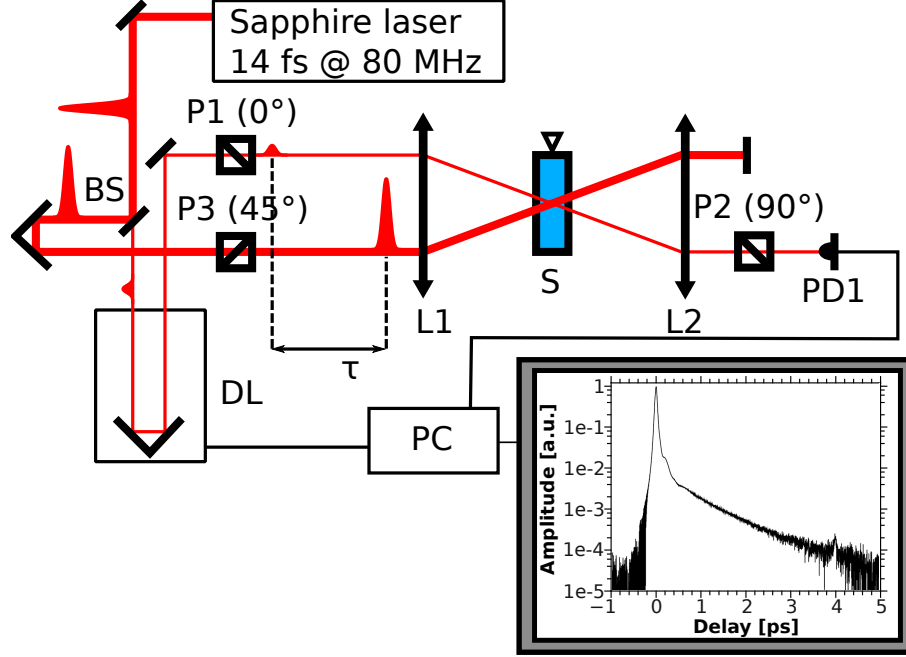 Sapphire laser
14 fs @ 80 MHz
P1 (0°)
BS
P3 (45°)
P2 (90°)
S
PD1
L1
L2
τ
DL
PC
Amplitude [a.u.]
1
1e-1
1e-2
1e-3
1e-4
1e-5
−1 0 1 2 3 4 5
Delay [ps]